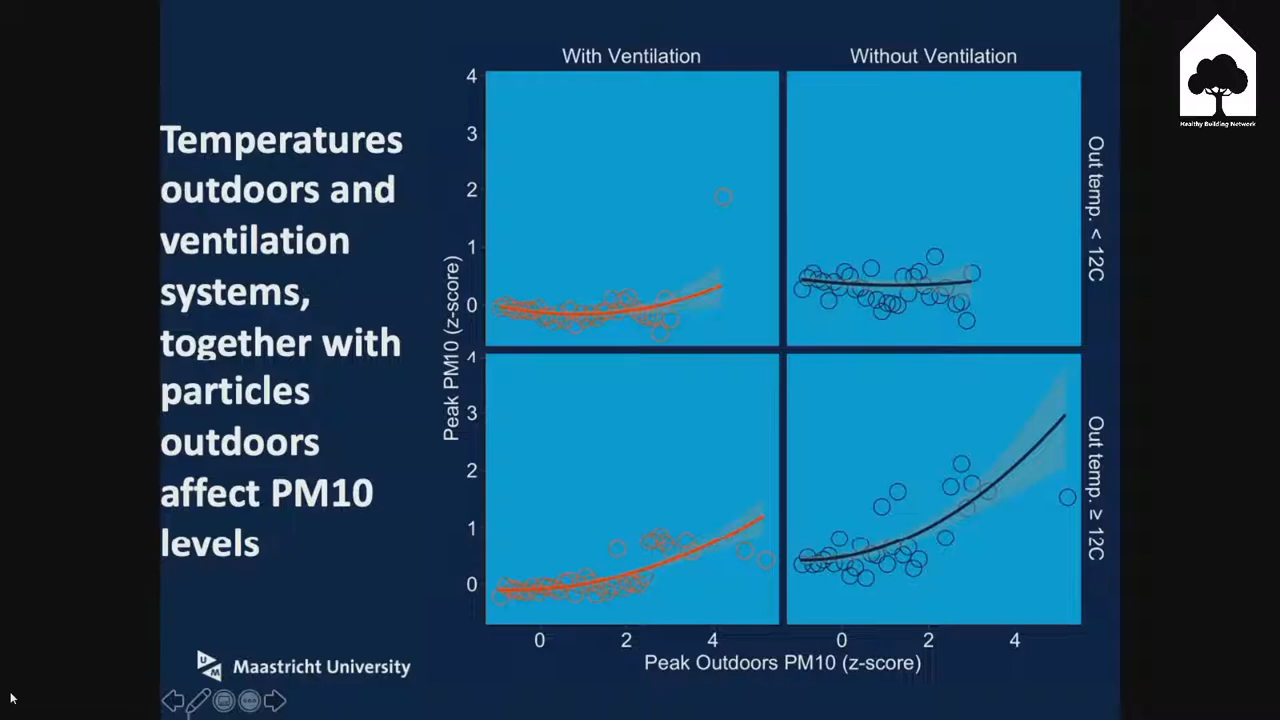 Temperatures
outdoors and
ventilation
systems,
together with
particles
outdoors
affect PM10
levels
With Ventilation
Without Ventilation
4
3
2
1
0
Out temp. < 12C
4
3
2
1
0
Out temp. ≥ 12C
Peak PM10 (z-score)
0
2
4
0
2
4
Peak Outdoors PM10 (z-score)
UM
Maastricht University
Healthy Building Network